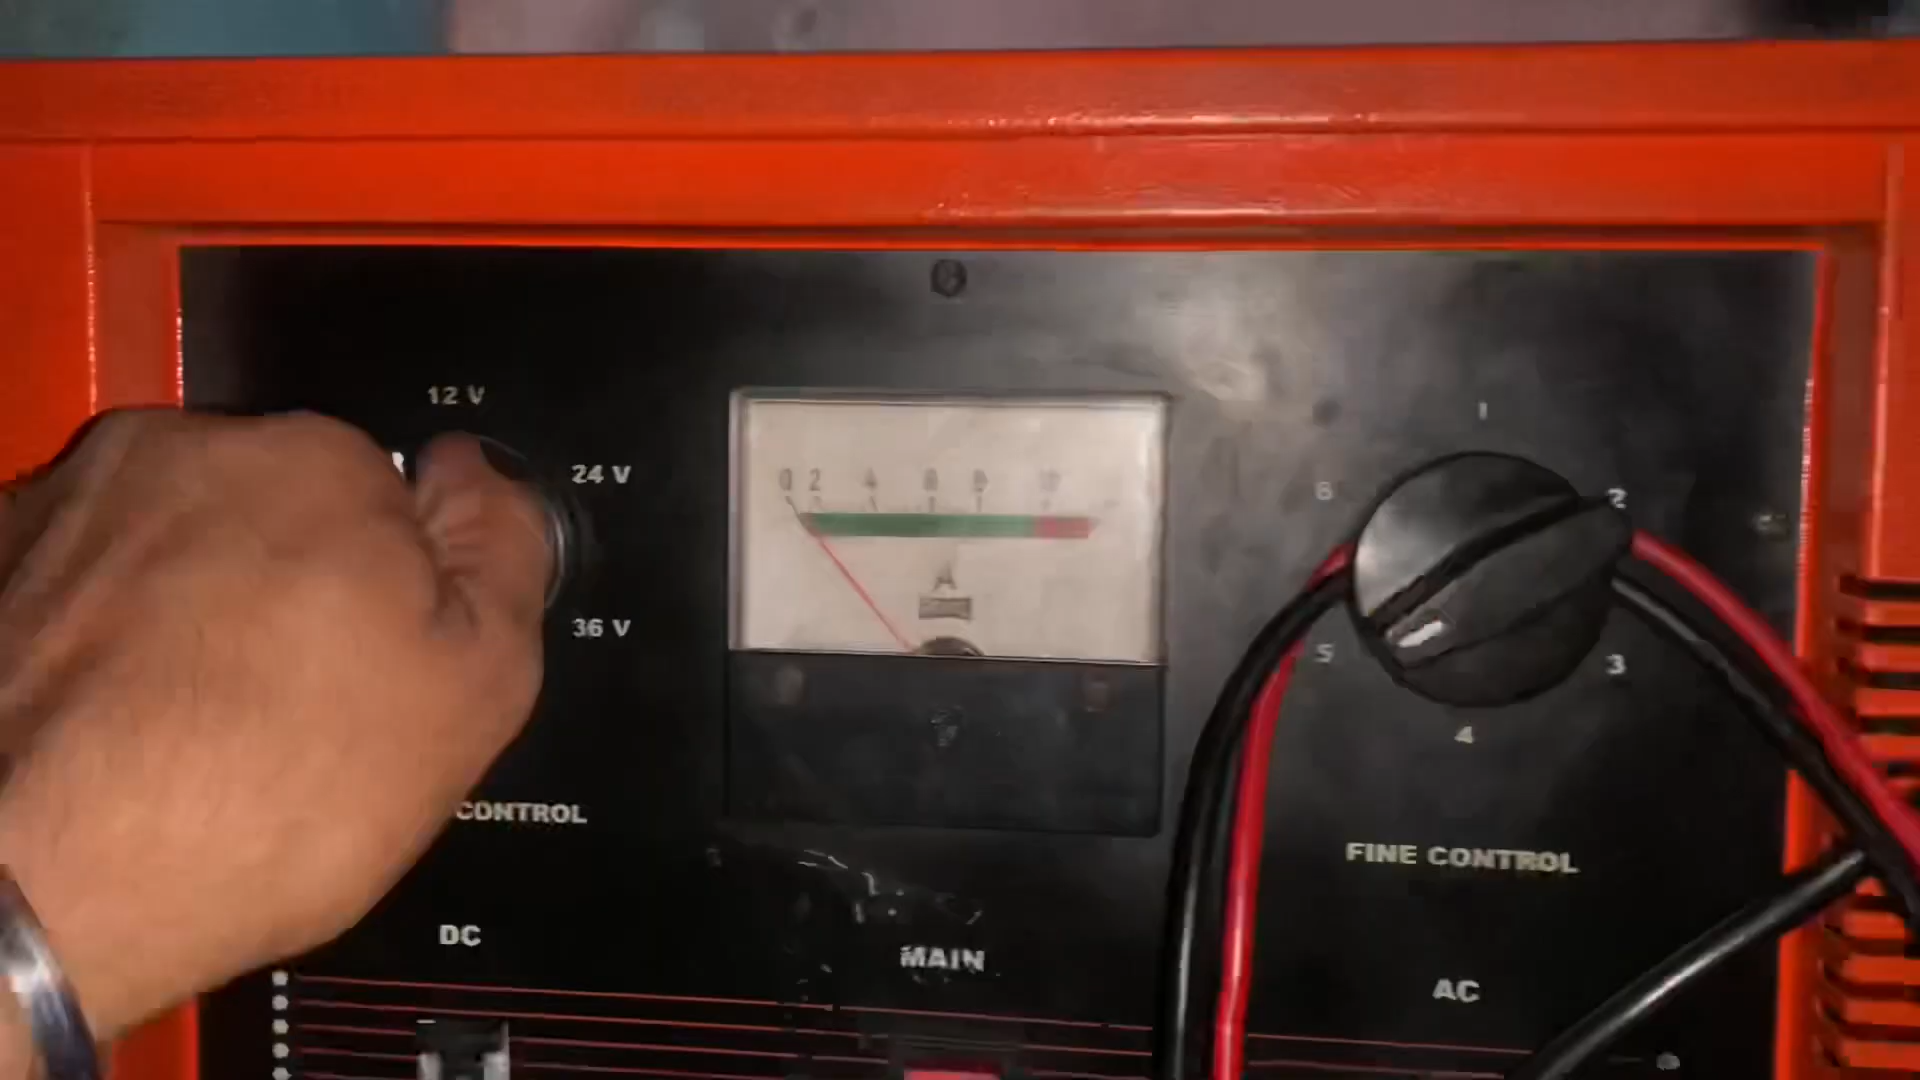 12 V
24 V
36 V
CONTROL
DC
0 2 4
A
MAIN
1
2
3
4
5
6
FINE CONTROL
AC